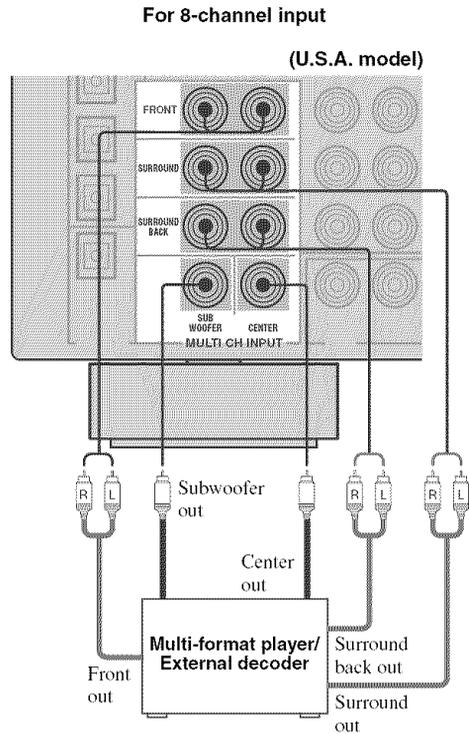 For 8-channel input
(U.S.A. model)
FRONT
SURROUND
SURROUND
BACK
SUB
WOOFER
CENTER
MULTI CH INPUT
R L
Subwoofer
out
R L
R L
Center
out
Multi-format player/
External decoder
Front
out
Surround
back out
Surround
out